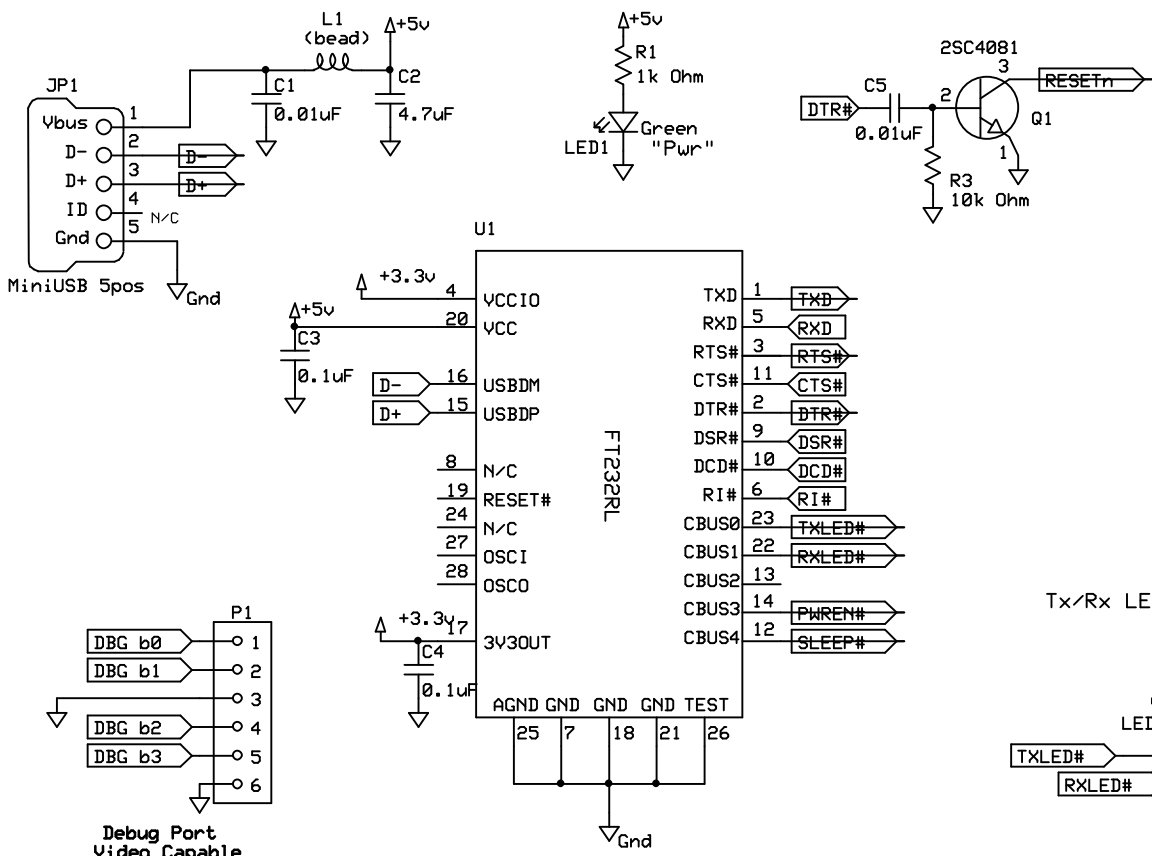 L1
(bead)
+5v
C1
0.01uF
C2
4.7uF
JP1
Vbus
1
D-
2
D-
D+
3
D+
ID
4
N/C
Gnd
5
MiniUSB 5pos
Gnd
+5v
R1
1k Ohm
LED1
Green
"Pwr"
2SC4081
3
RESETn
C5
DTR#
2
0.01uF
Q1
1
R3
10k Ohm
U1
+3.3v
4
VCCIO
+5v
20
VCC
C3
0.1uF
D-
16
USBDM
D+
15
USBDP
8
N/C
19
RESET#
24
N/C
27
OSCI
28
OSCO
+3.3v
17
3V3OUT
C4
0.1uF
FT232RL
TXD
1
TXD
RXD
5
RXD
RTS#
3
RTS#
CTS#
11
CTS#
DTR#
2
DTR#
DSR#
9
DSR#
DCD#
10
DCD#
RI#
6
RI#
CBUS0
23
TXLED#
CBUS1
22
RXLED#
CBUS2
13
CBUS3
14
PWREN#
CBUS4
12
SLEEP#
AGND GND GND GND TEST
25 7 18 21 26
Gnd
P1
DBG b0
1
DBG b1
2
3
DBG b2
4
DBG b3
5
6
Debug Port
Video Capable
Tx/Rx LE
LED
TXLED#
RXLED#